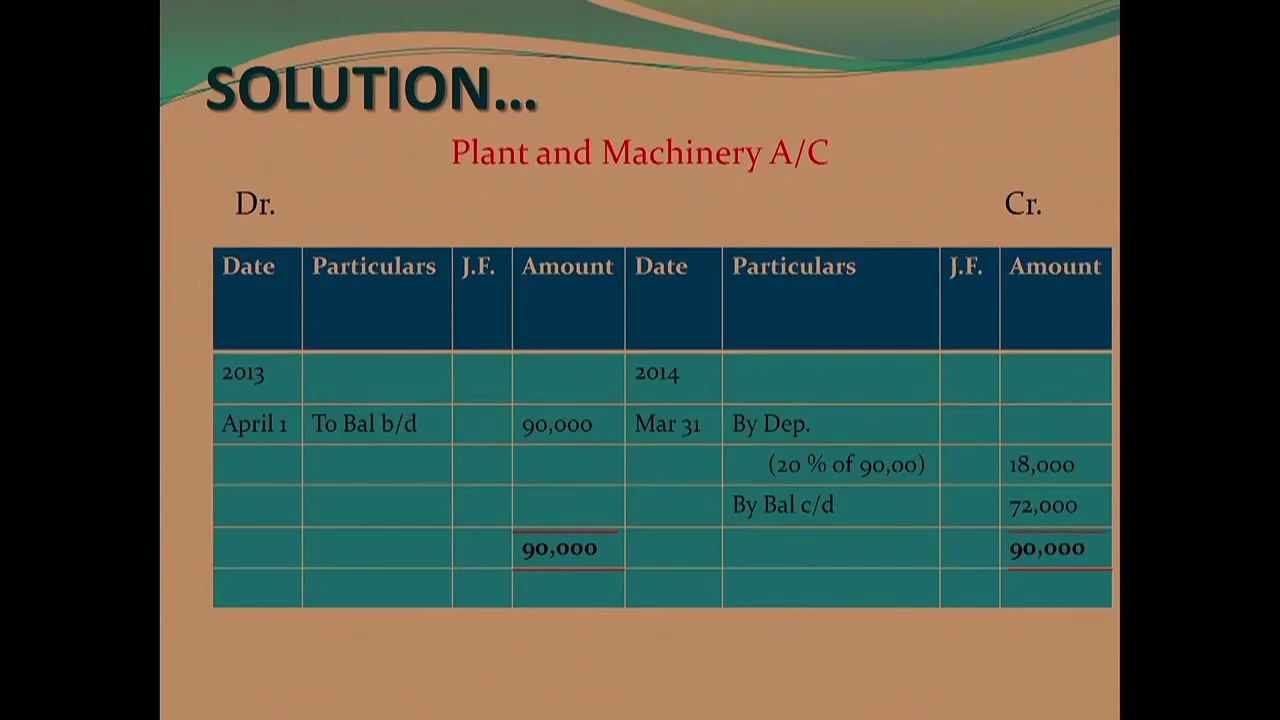 SOLUTION...
Plant and Machinery A/C
Dr. Cr.
Date Particulars J.F. Amount Date Particulars J.F. Amount
2013 2014
April 1 To Bal b/d 90,000 Mar 31 By Dep.
(20 % of 90,00) 18,000
By Bal c/d 72,000
90,000 90,000